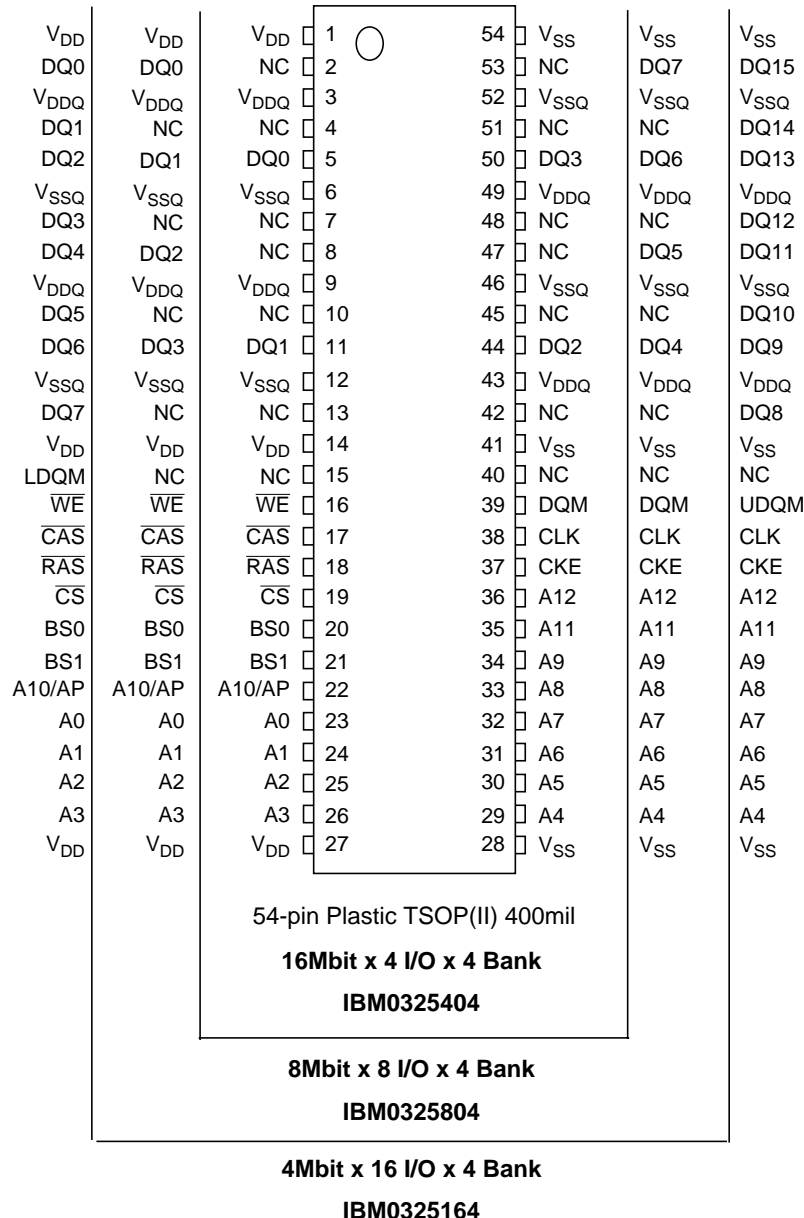 VDD VDD VDD 1 54 VSS VSS VSS
DQ0 DQ0 NC 2 53 NC DQ7 DQ15
VDDQ VDDQ VDDQ 3 52 VSSQ VSSQ VSSQ
DQ1 NC NC 4 51 NC NC DQ14
DQ2 DQ1 DQ0 5 50 DQ3 DQ6 DQ13
VSSQ VSSQ VSSQ 6 49 VDDQ VDDQ VDDQ
DQ3 NC NC 7 48 NC NC DQ12
DQ4 DQ2 NC 8 47 NC DQ5 DQ11
VDDQ VDDQ VDDQ 9 46 VSSQ VSSQ VSSQ
DQ5 NC NC 10 45 NC NC DQ10
DQ6 DQ3 DQ1 11 44 DQ2 DQ4 DQ9
VSSQ VSSQ VSSQ 12 43 VDDQ VDDQ VDDQ
DQ7 NC NC 13 42 NC NC DQ8
VDD VDD VDD 14 41 VSS VSS VSS
LDQM NC NC 15 40 NC NC NC
W̅E̅ W̅E̅ W̅E̅ 16 39 DQM DQM UDQM
C̅A̅S̅ C̅A̅S̅ C̅A̅S̅ 17 38 CLK CLK CLK
R̅A̅S̅ R̅A̅S̅ R̅A̅S̅ 18 37 CKE CKE CKE
C̅S̅ C̅S̅ C̅S̅ 19 36 A12 A12 A12
BS0 BS0 BS0 20 35 A11 A11 A11
BS1 BS1 BS1 21 34 A9 A9 A9
A10/AP A10/AP A10/AP 22 33 A8 A8 A8
A0 A0 A0 23 32 A7 A7 A7
A1 A1 A1 24 31 A6 A6 A6
A2 A2 A2 25 30 A5 A5 A5
A3 A3 A3 26 29 A4 A4 A4
VDD VDD VDD 27 28 VSS VSS VSS
54-pin Plastic TSOP(II) 400mil
16Mbit x 4 I/O x 4 Bank
IBM0325404
8Mbit x 8 I/O x 4 Bank
IBM0325804
4Mbit x 16 I/O x 4 Bank
IBM0325164